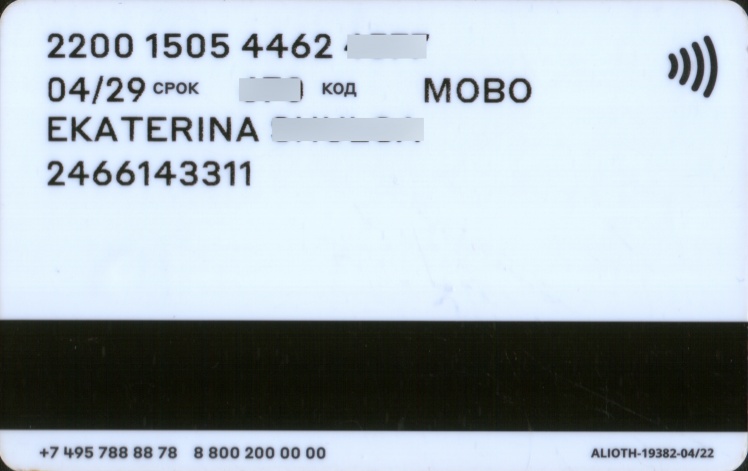 2200 1505 4462
04/29 СРОК КОД MOBO
EKATERINA
2466143311
+7 495 788 88 78 8 800 200 00 00
ALIOTH-19382-04/22